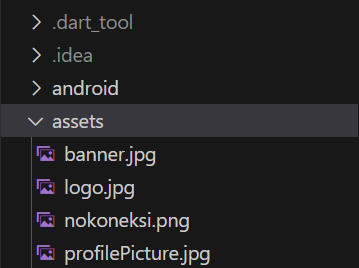 .dart_tool
.idea
android
assets
banner.jpg
logo.jpg
nokoneksi.png
profilePicture.jpg